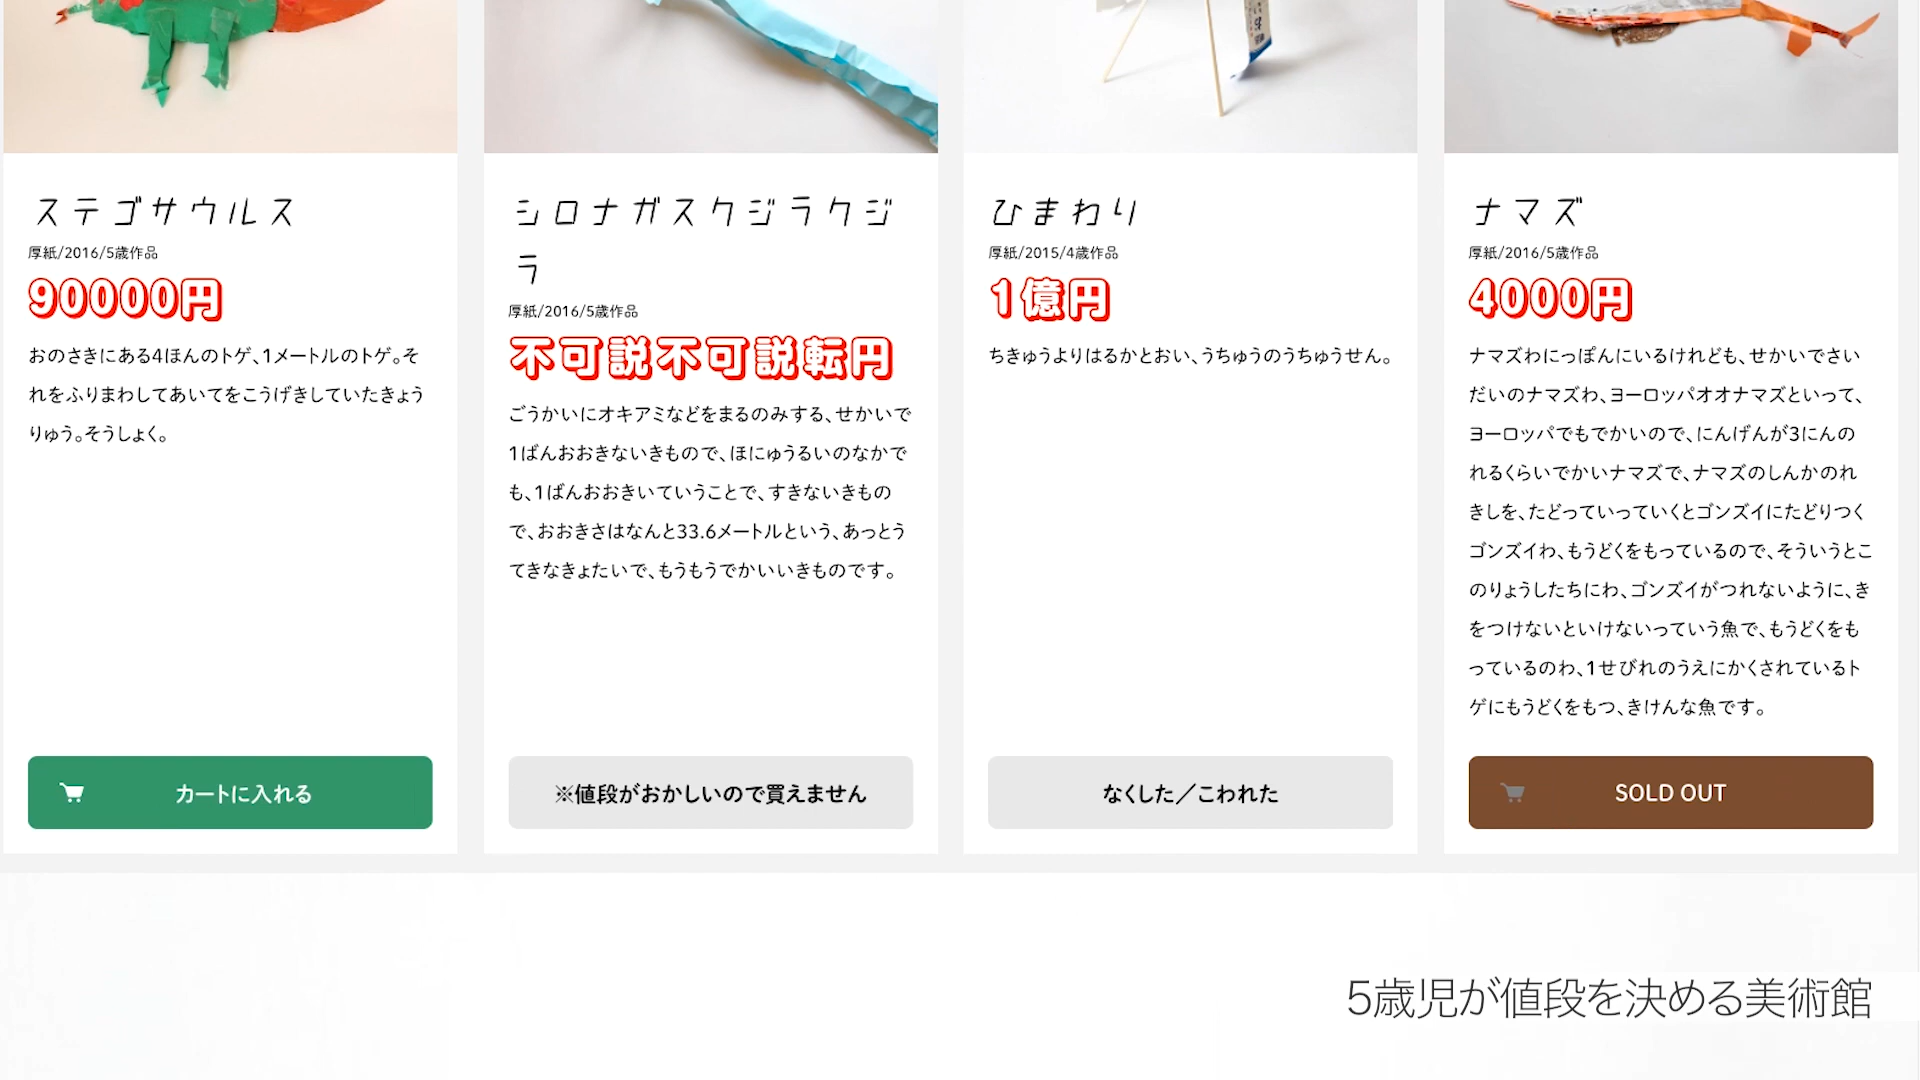 ステゴサウルス
厚紙/2016/5歳作品
90000円
おのさきにある4ほんのトゲ、1メートルのトゲ。そ
れをふりまわしてあいてをこうげきしていたきょう
りゅう。そうしょく。
カートに入れる
シロナガスクジラクジ
ラ
厚紙/2016/5歳作品
不可説不可説転円
ごうかいにオキアミなどをまるのみする、せかいで
1ばんおおきないきもので、ほにゅうるいのなかで
も、1ばんおおきいていうことで、すきないきもの
で、おおきさはなんと33.6メートルという、あっとう
てきなきょたいで、もうもうでかいいきものです。
※値段がおかしいので買えません
ひまわり
厚紙/2015/4歳作品
1億円
ちきゅうよりはるかとおい、うちゅうのうちゅうせん。
なくした／こわれた
ナマズ
厚紙/2016/5歳作品
4000円
ナマズわにっぽんにいるけれども、せかいでさい
だいのナマズわ、ヨーロッパオオナマズといって、
ヨーロッパでもでかいので、にんげんが3にんの
れるくらいでかいナマズで、ナマズのしんかのれ
きしを、たどっていっていくとゴンズイにたどりつく
ゴンズイわ、もうどくをもっているので、そういうとこ
のりょうしたちにわ、ゴンズイがつれないように、き
をつけないといけないっていう魚で、もうどくをも
っているのわ、1せびれのうえにかくされているト
ゲにもうどくをもつ、きけんな魚です。
SOLD OUT
5歳児が値段を決める美術館